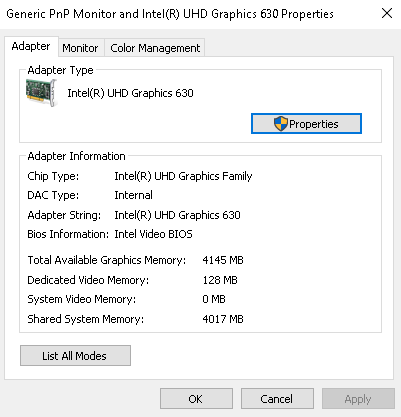 Generic PnP Monitor and Intel(R) UHD Graphics 630 Properties
Adapter Monitor Color Management
Adapter Type
Intel(R) UHD Graphics 630
Properties
Adapter Information
Chip Type: Intel(R) UHD Graphics Family
DAC Type: Internal
Adapter String: Intel(R) UHD Graphics 630
Bios Information: Intel Video BIOS
Total Available Graphics Memory: 4145 MB
Dedicated Video Memory: 128 MB
System Video Memory: 0 MB
Shared System Memory: 4017 MB
List All Modes
OK Cancel Apply